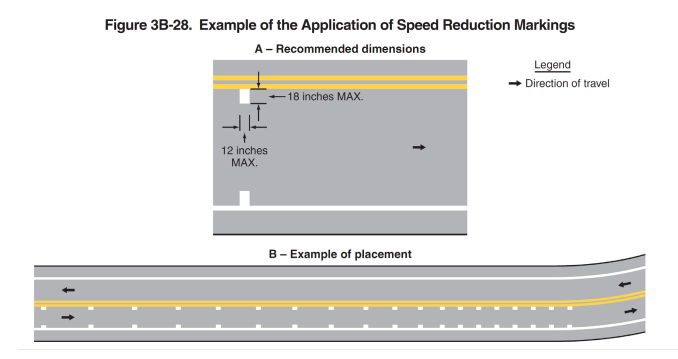 Figure 3B-28. Example of the Application of Speed Reduction Markings
A – Recommended dimensions
Legend
Direction of travel
18 inches MAX.
12 inches
MAX.
B – Example of placement